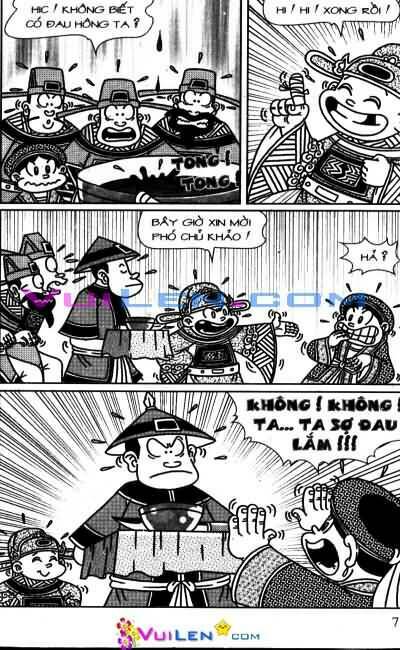 HIC! KHÔNG BIẾT
CÓ ĐAU HÔNG TA?
HI! HI! XONG RỒI!
TONG!
TONG!
BÂY GIỜ XIN MỜI
PHÓ CHỦ KHẢO!
HẢ?
VUILEN.COM
KHÔNG! KHÔNG!
TA... TA SỢ ĐAU
LẮM!!!
7
VUILEN.COM